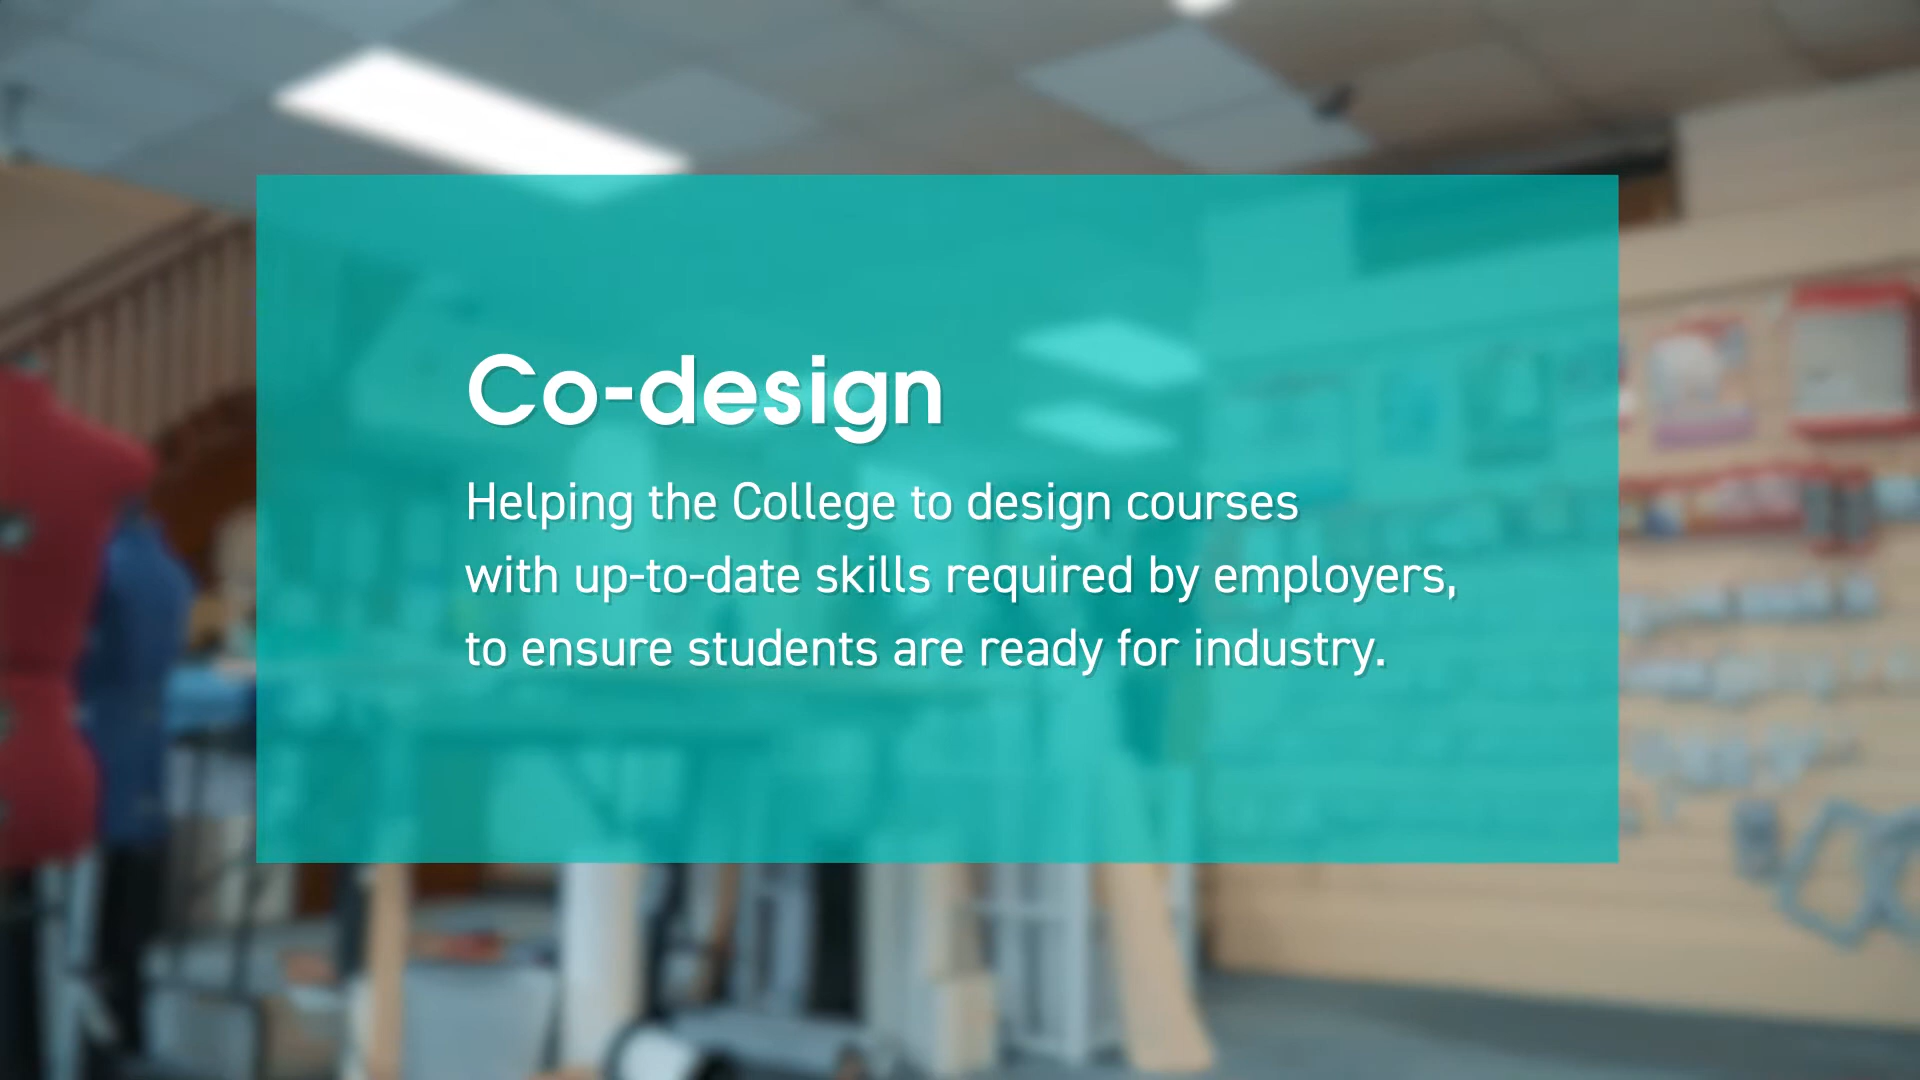 Co-design
Helping the College to design courses
with up-to-date skills required by employers,
to ensure students are ready for industry.